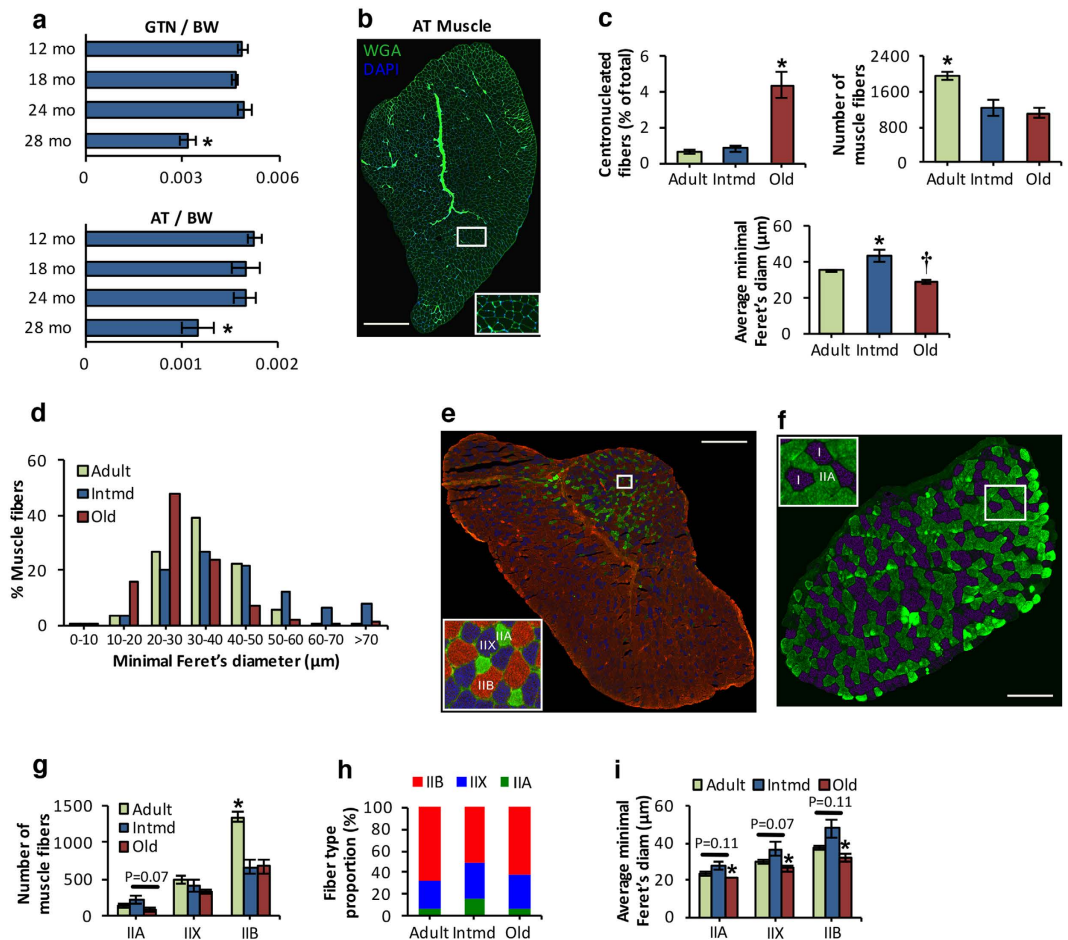 a
GTN / BW
12 mo
18 mo
24 mo
28 mo
*
0
0.003
0.006
AT / BW
12 mo
18 mo
24 mo
28 mo
*
0
0.001
0.002
b
AT Muscle
WGA
DAPI
c
Centronucleated
fibers (% of total)
6
4
2
0
*
Adult Intmd Old
Number of
muscle fibers
2400
1600
800
0
*
Adult Intmd Old
Average minimal
Feret's diam (µm)
60
40
20
0
*
†
Adult Intmd Old
d
% Muscle fibers
60
40
20
0
Adult
Intmd
Old
0-10 10-20 20-30 30-40 40-50 50-60 60-70 >70
Minimal Feret's diameter (µm)
e
IIA
IIX
IIB
f
I
I
IIA
g
Number of
muscle fibers
1500
1000
500
0
Adult
Intmd
Old
P=0.07
*
IIA IIX IIB
h
IIB IIX IIA
Fiber type
proportion (%)
100
80
60
40
20
0
Adult Intmd Old
i
Adult Intmd Old
Average minimal
Feret's diam (µm)
60
40
20
0
P=0.11
P=0.07
P=0.11
*
*
*
IIA IIX IIB